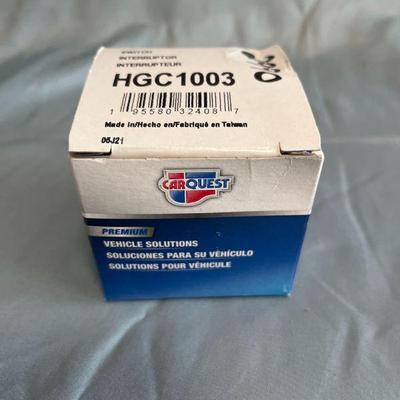 SWITCH
INTERRUPTOR
INTERRUPTEUR
HGC1003
1 95580 32408 7
Made in/Hecho en/Fabriqué en Taiwan
06J21
CARQUEST
PREMIUM
VEHICLE SOLUTIONS
SOLUCIONES PARA SU VEHÍCULO
SOLUTIONS POUR VÉHICULE